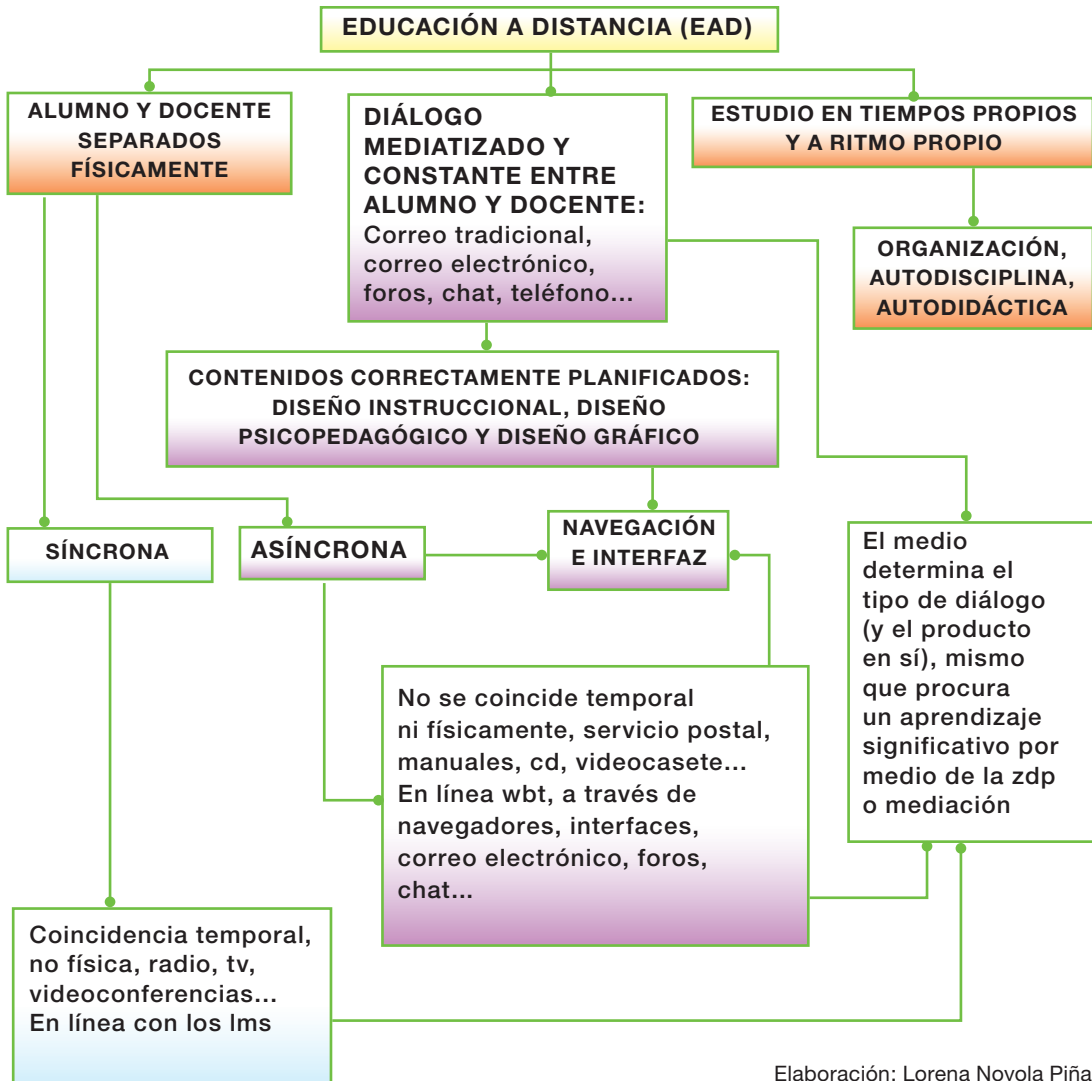 EDUCACIÓN A DISTANCIA (EAD)
ALUMNO Y DOCENTE
SEPARADOS
FÍSICAMENTE
DIÁLOGO
MEDIATIZADO Y
CONSTANTE ENTRE
ALUMNO Y DOCENTE:
Correo tradicional,
correo electrónico,
foros, chat, teléfono...
ESTUDIO EN TIEMPOS PROPIOS
Y A RITMO PROPIO
ORGANIZACIÓN,
AUTODISCIPLINA,
AUTODIDÁCTICA
CONTENIDOS CORRECTAMENTE PLANIFICADOS:
DISEÑO INSTRUCCIONAL, DISEÑO
PSICOPEDAGÓGICO Y DISEÑO GRÁFICO
SÍNCRONA
ASÍNCRONA
NAVEGACIÓN
E INTERFAZ
El medio
determina el
tipo de diálogo
(y el producto
en sí), mismo
que procura
un aprendizaje
significativo por
medio de la zdp
o mediación
No se coincide temporal
ni físicamente, servicio postal,
manuales, cd, videocasete...
En línea wbt, a través de
navegadores, interfaces,
correo electrónico, foros,
chat...
Coincidencia temporal,
no física, radio, tv,
videoconferencias...
En línea con los lms
Elaboración: Lorena Noyola Piña